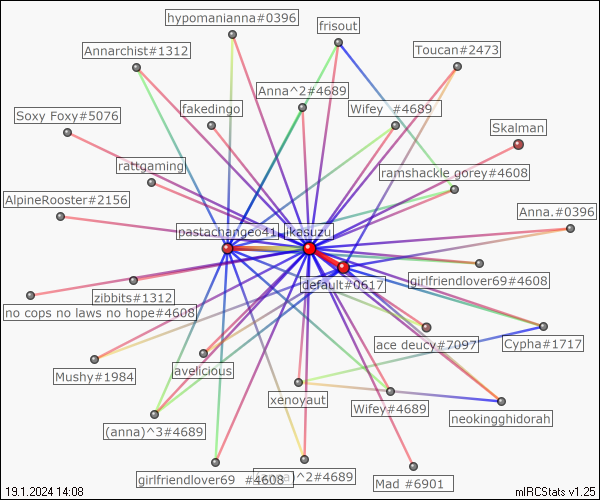 hypomanianna#0396
frisout
Annarchist#1312
Toucan#2473
Anna^2#4689
Wifey #4689
fakedingo
Soxy Foxy#5076
Skalman
rattgaming
ramshackle gorey#4608
AlpineRooster#2156
Anna.#0396
pastachangeo41
ikesuzu
girlfriendlover69#4608
default#0617
zibbits#1312
no cops no laws no hope#4608
ace deucy#7097
Cypha#1717
Mushy#1984
avelicious
xenoyaut
Wifey#4689
neokingghidorah
(anna)^3#4689
girlfriendlover69 #4608
^2#4689
Mad #6901
19.1.2024 14:08
mIRCStats v1.25